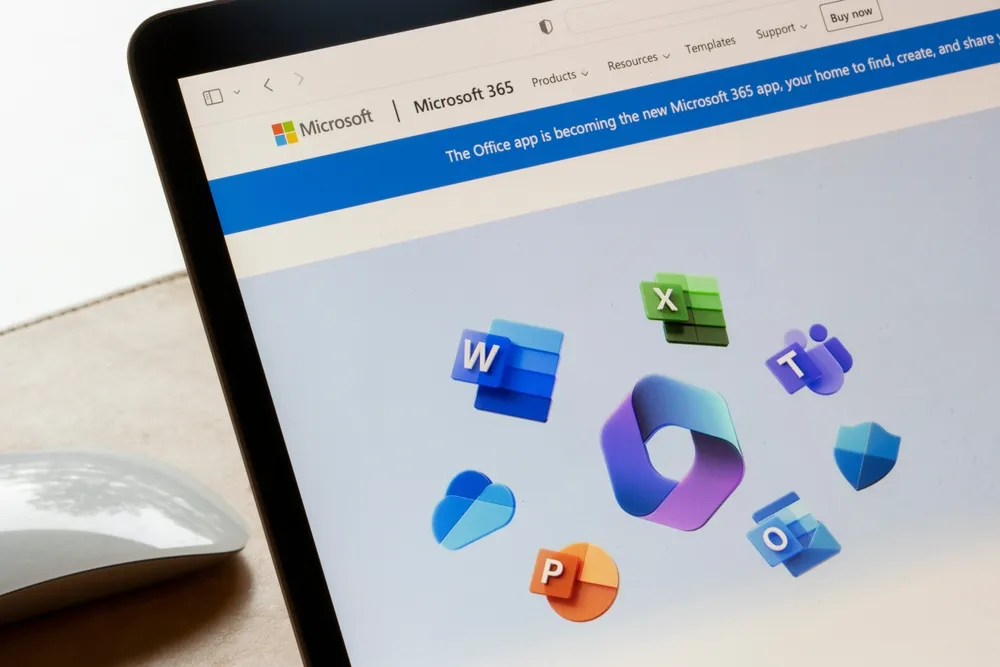 Microsoft | Microsoft 365 Products Resources Templates Support Buy now
The Office app is becoming the new Microsoft 365 app, your home to find, create, and share
X
W
T
O
P